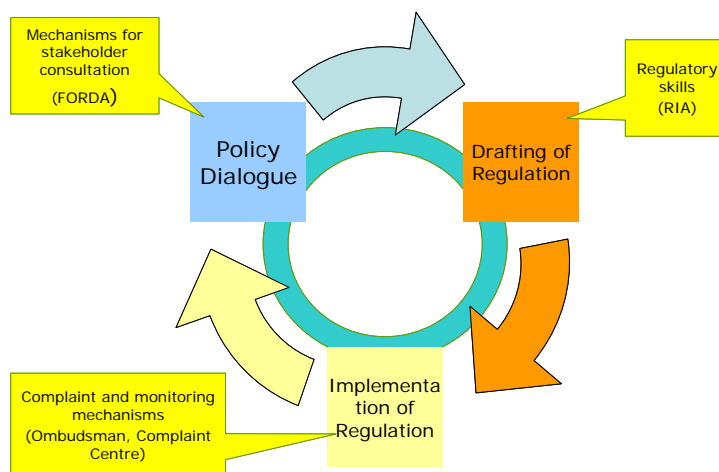 Mechanisms for
stakeholder
consultation
(FORDA)
Regulatory
skills
(RIA)
Policy
Dialogue
Drafting of
Regulation
Implementa
tion of
Regulation
Complaint and monitoring
mechanisms
(Ombudsman, Complaint
Centre)